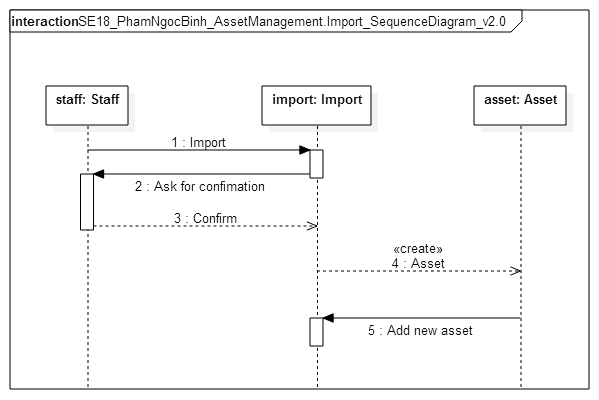 interactionSE18_PhamNgocBinh_AssetManagement.Import_SequenceDiagram_v2.0
staff: Staff
import: Import
asset: Asset
1 : Import
2 : Ask for confimation
3 : Confirm
«create»
4 : Asset
5 : Add new asset